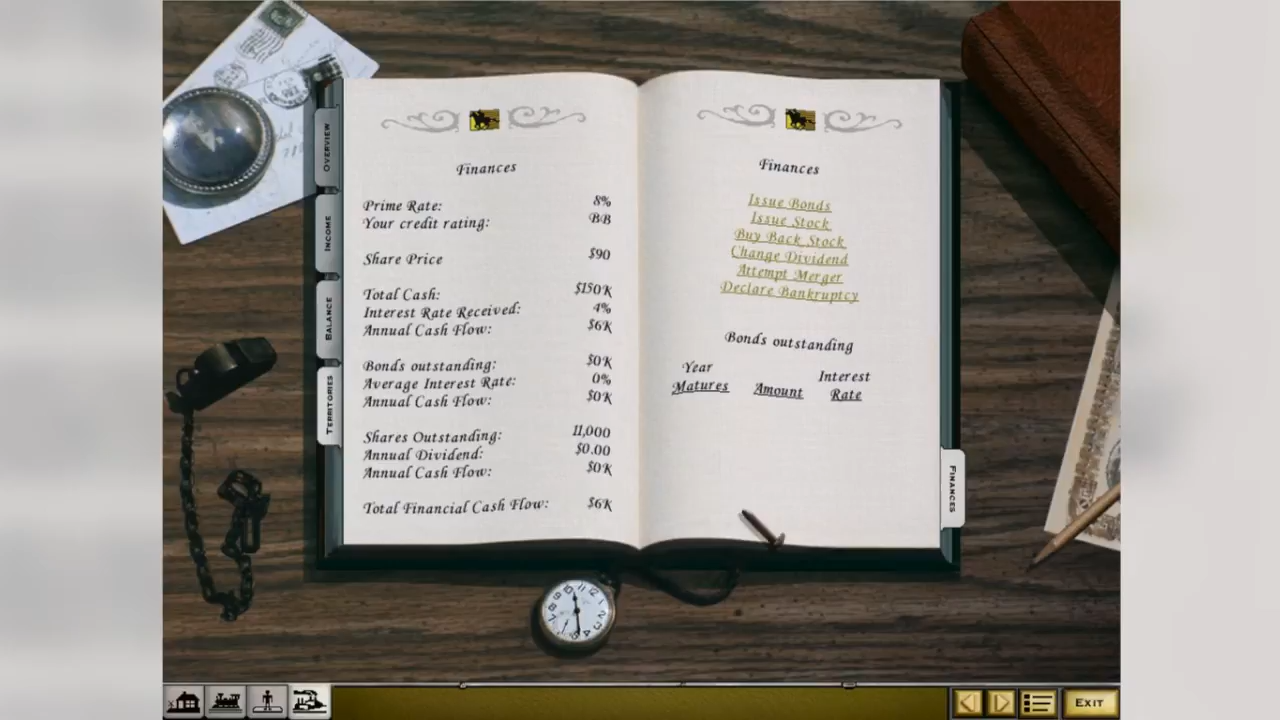 OVERVIEW
INCOME
BALANCE
TERRITORIES
Finances
Prime Rate: 8%
Your credit rating: BB
Share Price $90
Total Cash: $150K
Interest Rate Received: 4%
Annual Cash Flow: $6K
Bonds outstanding: $0K
Average Interest Rate: 0%
Annual Cash Flow: $0K
Shares Outstanding: 11,000
Annual Dividend: $0.00
Annual Cash Flow: $0K
Total Financial Cash Flow: $6K
Finances
Issue Bonds
Issue Stock
Buy Back Stock
Change Dividend
Attempt Merger
Declare Bankruptcy
Bonds outstanding
Year Matures Amount Interest Rate
FINANCES
EXIT